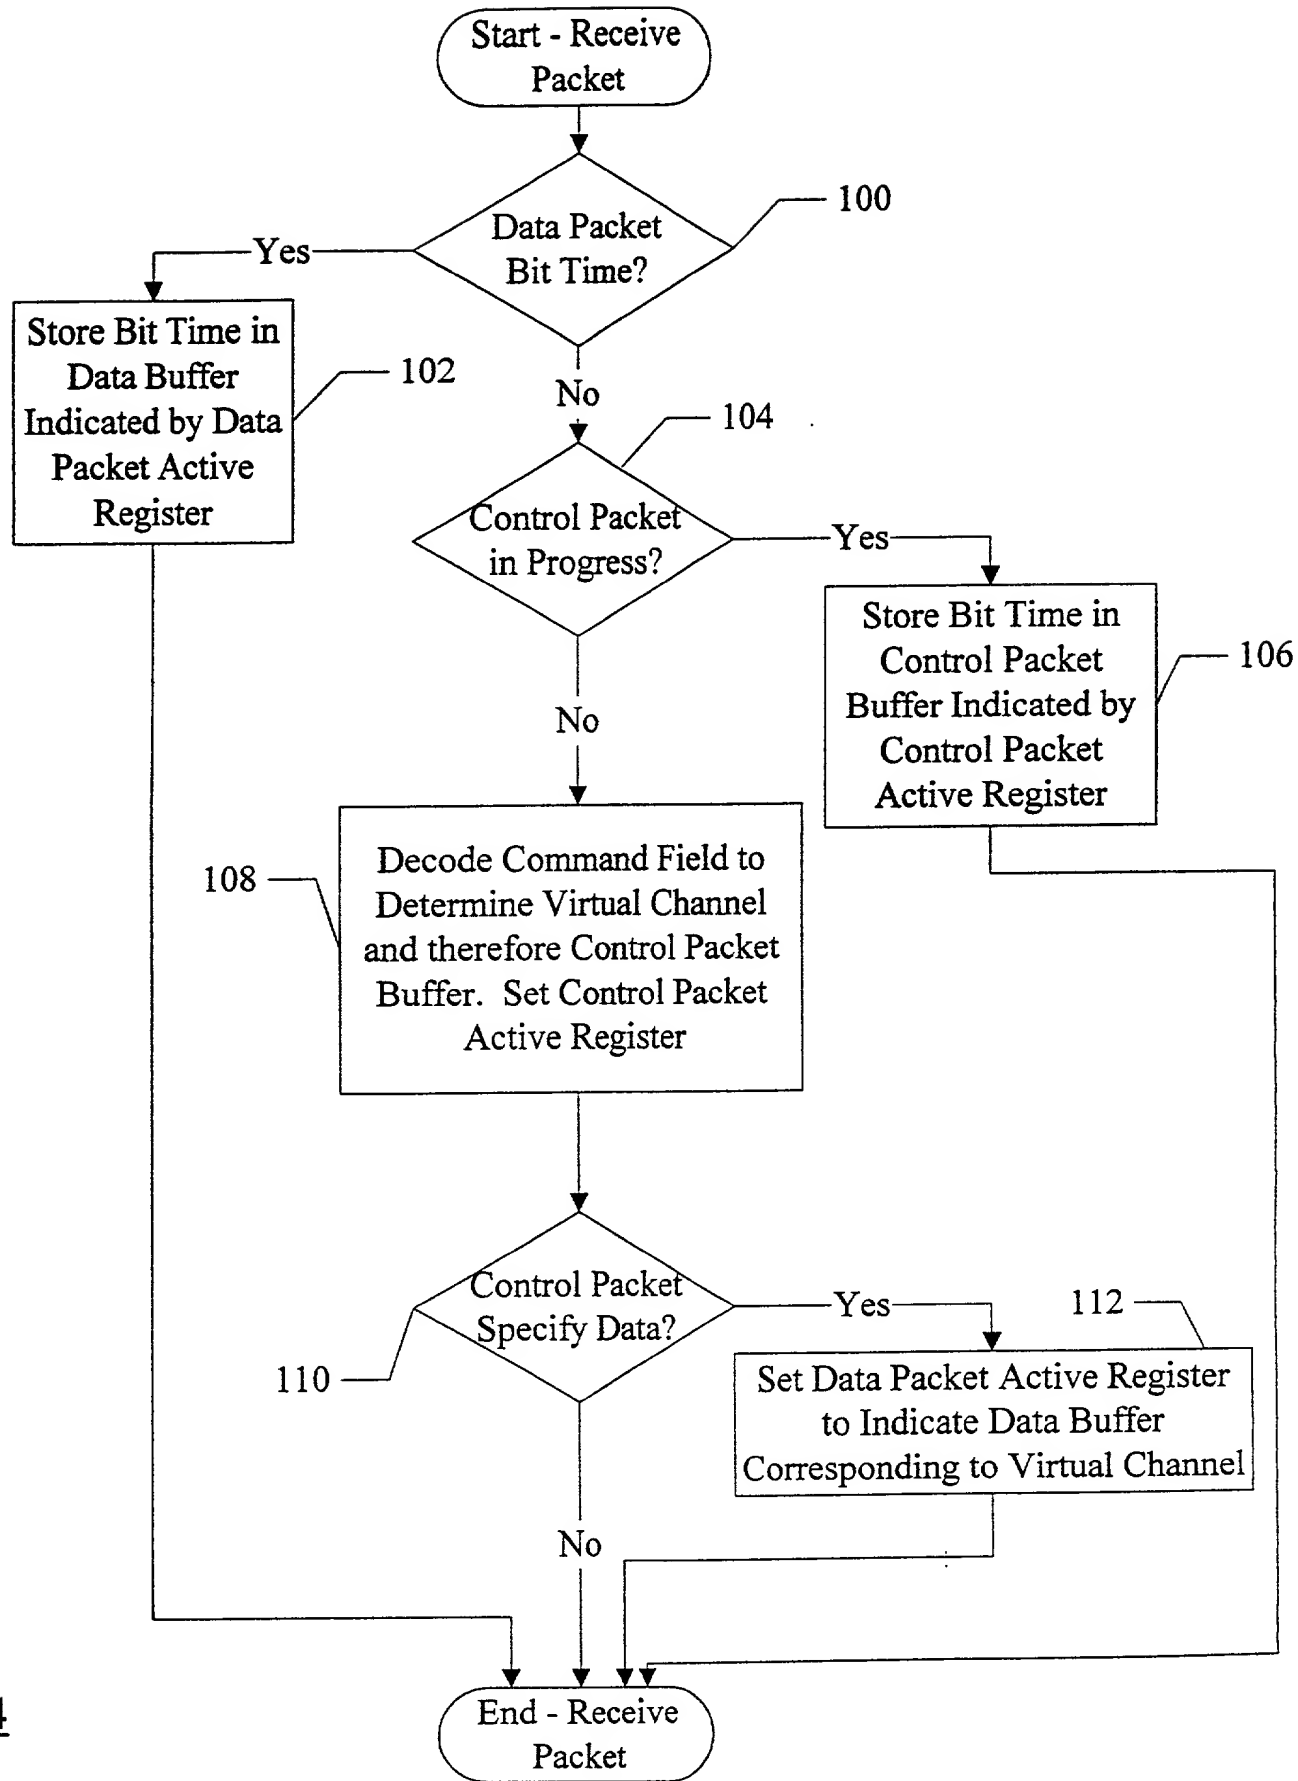 Start - Receive
Packet
Data Packet
Bit Time?
100
Yes
Store Bit Time in
Data Buffer
Indicated by Data
Packet Active
Register
102
No
104
Control Packet
in Progress?
Yes
Store Bit Time in
Control Packet
Buffer Indicated by
Control Packet
Active Register
106
No
108
Decode Command Field to
Determine Virtual Channel
and therefore Control Packet
Buffer. Set Control Packet
Active Register
Control Packet
Specify Data?
110
Yes
112
Set Data Packet Active Register
to Indicate Data Buffer
Corresponding to Virtual Channel
No
End - Receive
Packet